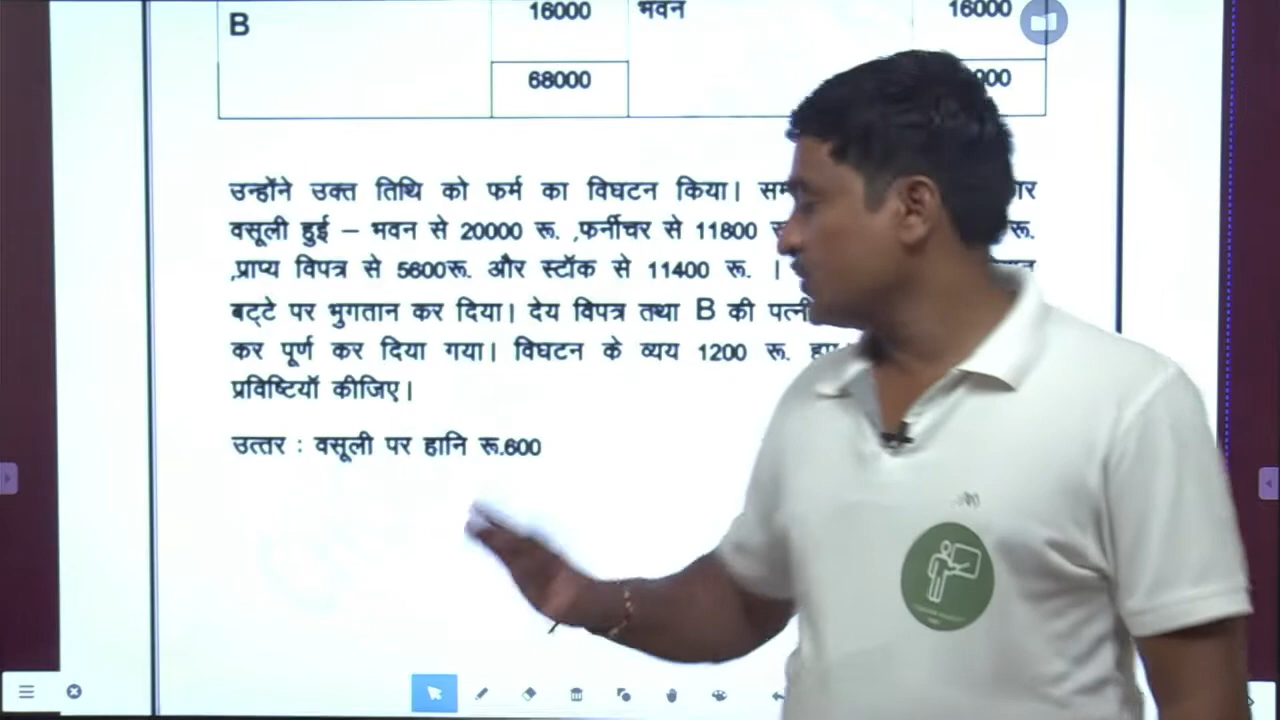 B 16000 भवन 16000
68000
उन्होंने उक्त तिथि को फर्म का विघटन किया।
वसूली हुई – भवन से 20000 रू. ,फर्नीचर से 11800 रू.
,प्राप्य विपत्र से 5600रू. और स्टॉक से 11400 रू. ।
बट्टे पर भुगतान कर दिया। देय विपत्र तथा B की पत्नी
कर पूर्ण कर दिया गया। विघटन के व्यय 1200 रू.
प्रविष्टियॉ कीजिए।
उत्तर : वसूली पर हानि रू.600